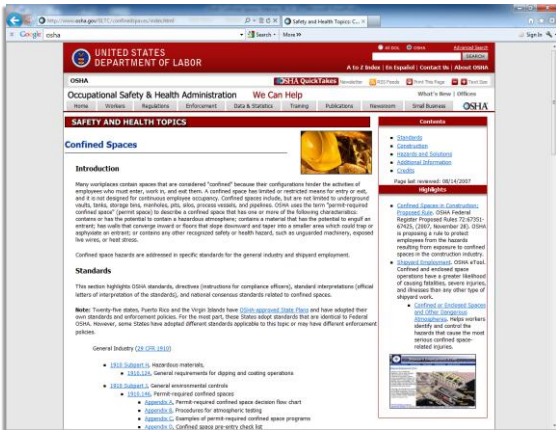 http://www.osha.gov/SLTC/confinedspaces/index.html
Safety and Health Topics: C...
Google
osha
Search
More
Sign In
UNITED STATES
DEPARTMENT OF LABOR
All DOL
OSHA
Advanced Search
SEARCH
A to Z Index | En Español | Contact Us | About OSHA
OSHA
OSHA QuickTakes
Newsletter
RSS Feeds
Print This Page
Text Size
Occupational Safety & Health Administration
We Can Help
What's New | Offices
Home
Workers
Regulations
Enforcement
Data & Statistics
Training
Publications
Newsroom
Small Business
OSHA
SAFETY AND HEALTH TOPICS
Confined Spaces
Introduction
Many workplaces contain spaces that are considered "confined" because their configurations hinder the activities of
employees who must enter, work in, and exit them. A confined space has limited or restricted means for entry or exit,
and it is not designed for continuous employee occupancy. Confined spaces include, but are not limited to underground
vaults, tanks, storage bins, manholes, pits, silos, process vessels, and pipelines. OSHA uses the term "permit-required
confined space" (permit space) to describe a confined space that has one or more of the following characteristics:
contains or has the potential to contain a hazardous atmosphere; contains a material that has the potential to engulf an
entrant; has walls that converge inward or floors that slope downward and taper into a smaller area which could trap or
asphyxiate an entrant; or contains any other recognized safety or health hazard, such as unguarded machinery, exposed
live wires, or heat stress.
Confined space hazards are addressed in specific standards for the general industry and shipyard employment.
Standards
This section highlights OSHA standards, directives (instructions for compliance officers), standard interpretations (official
letters of interpretation of the standards), and national consensus standards related to confined spaces.
Note: Twenty-five states, Puerto Rico and the Virgin Islands have OSHA-approved State Plans and have adopted their
own standards and enforcement policies. For the most part, these States adopt standards that are identical to Federal
OSHA. However, some States have adopted different standards applicable to this topic or may have different enforcement
policies.
General Industry (29 CFR 1910)
1910 Subpart H, Hazardous materials,
1910.124, General requirements for dipping and coating operations
1910 Subpart J, General environmental controls
1910.146, Permit-required confined spaces
Appendix A, Permit-required confined space decision flow chart
Appendix B, Procedures for atmospheric testing
Appendix C, Examples of permit-required confined space programs
Appendix D, Confined space pre-entry check list
Contents
Standards
Construction
Hazards and Solutions
Additional Information
Credits
Page last reviewed: 08/14/2007
Highlights
Confined Spaces in Construction:
Proposed Rule. OSHA Federal
Register Proposed Rules 72:67351-
67425, (2007, November 28). OSHA
is proposing a rule to protect
employees from the hazards
resulting from exposure to confined
spaces in the construction industry.
Shipyard Employment. OSHA eTool.
Confined and enclosed space
operations have a greater likelihood
of causing fatalities, severe injuries,
and illnesses than any other type of
shipyard work.
Confined or Enclosed Spaces
and Other Dangerous
Atmospheres. Helps workers
identify and control the
hazards that cause the most
serious confined space-
related injuries.